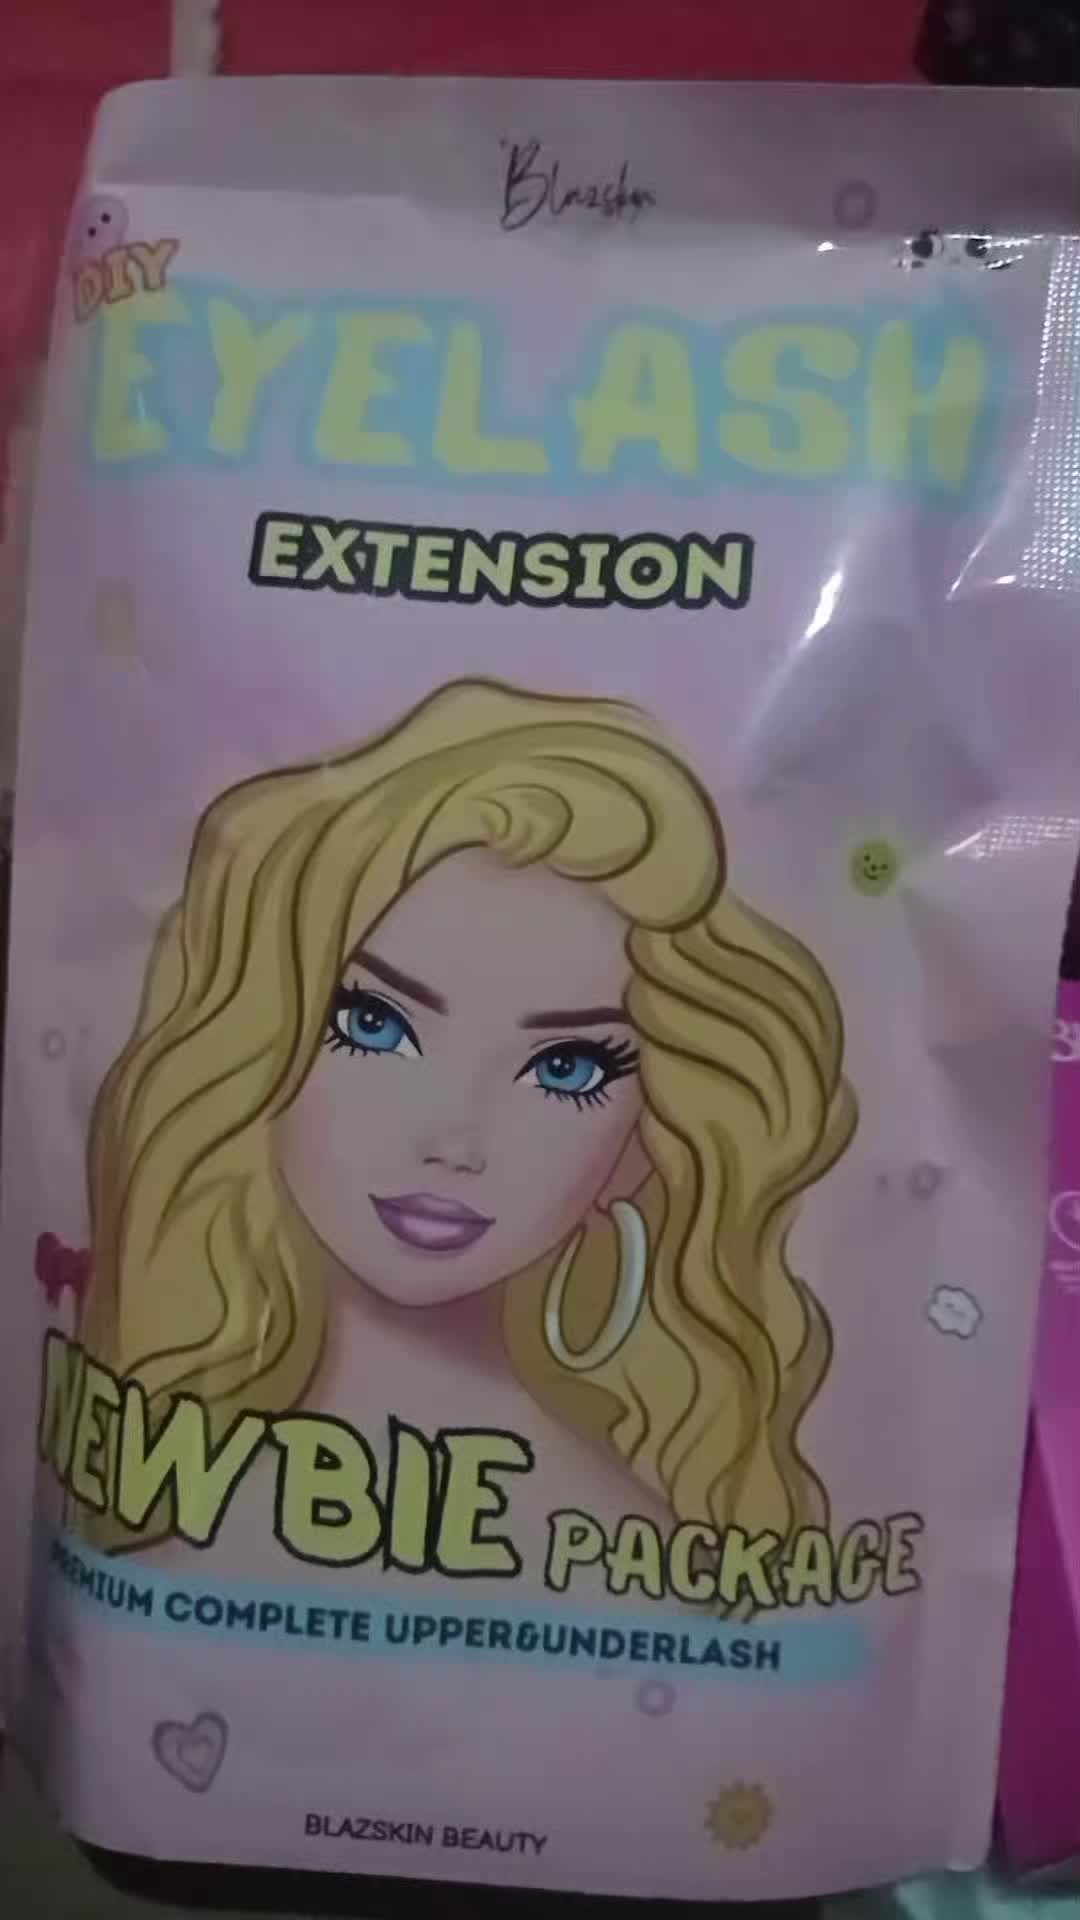 Blazskin
DIY
EYELASH
EXTENSION
NEWBIE PACKAGE
PREMIUM COMPLETE UPPER&UNDERLASH
BLAZSKIN BEAUTY